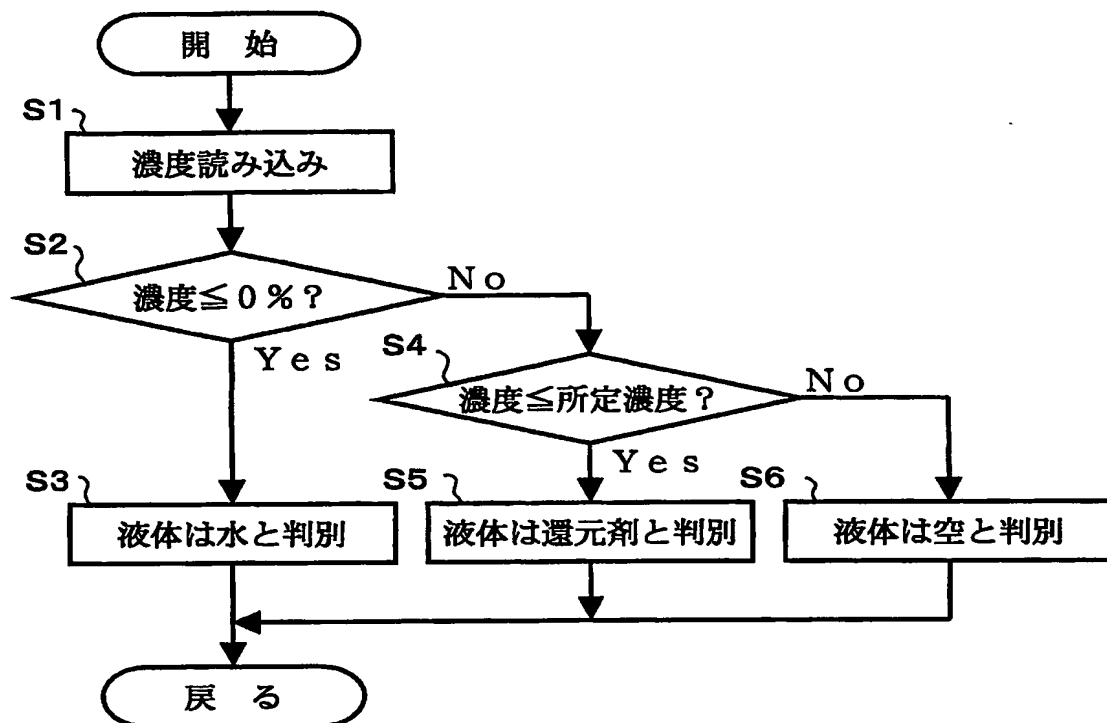 開 始
S1
濃度読み込み
S2
濃度≦0%?
No
Yes
S4
濃度≦所定濃度?
No
Yes
S3
液体は水と判別
S5
液体は還元剤と判別
S6
液体は空と判別
戻 る